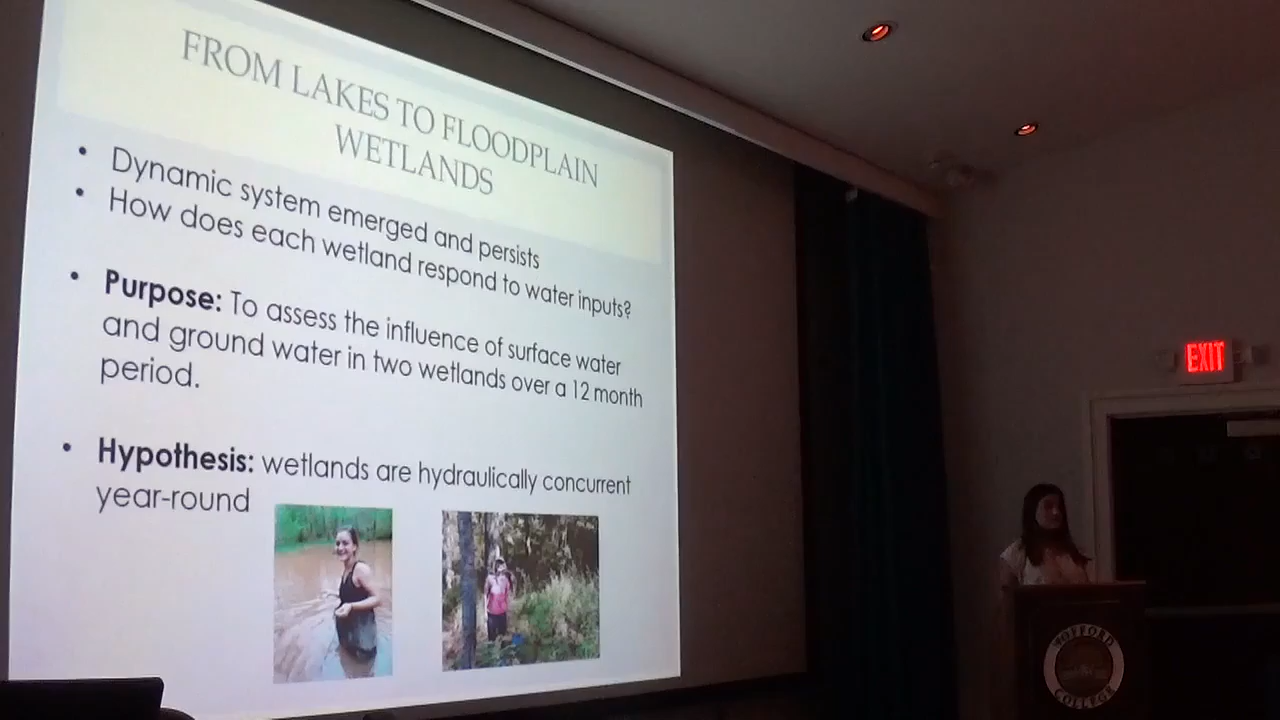 FROM LAKES TO FLOODPLAIN
WETLANDS
• Dynamic system emerged and persists
• How does each wetland respond to water inputs?
• Purpose: To assess the influence of surface water
and ground water in two wetlands over a 12 month
period.
• Hypothesis: wetlands are hydraulically concurrent
year-round
EXIT
WOFFORD
COLLEGE